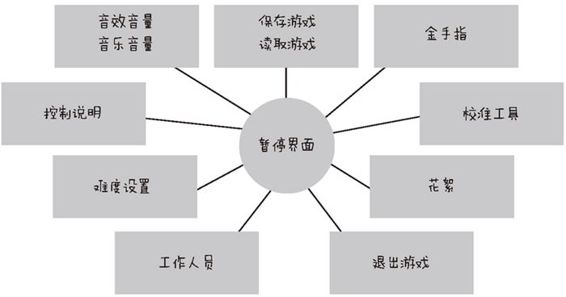 音效音量
音乐音量
保存游戏
读取游戏
金手指
控制说明
校准工具
暂停界面
难度设置
花絮
工作人员
退出游戏